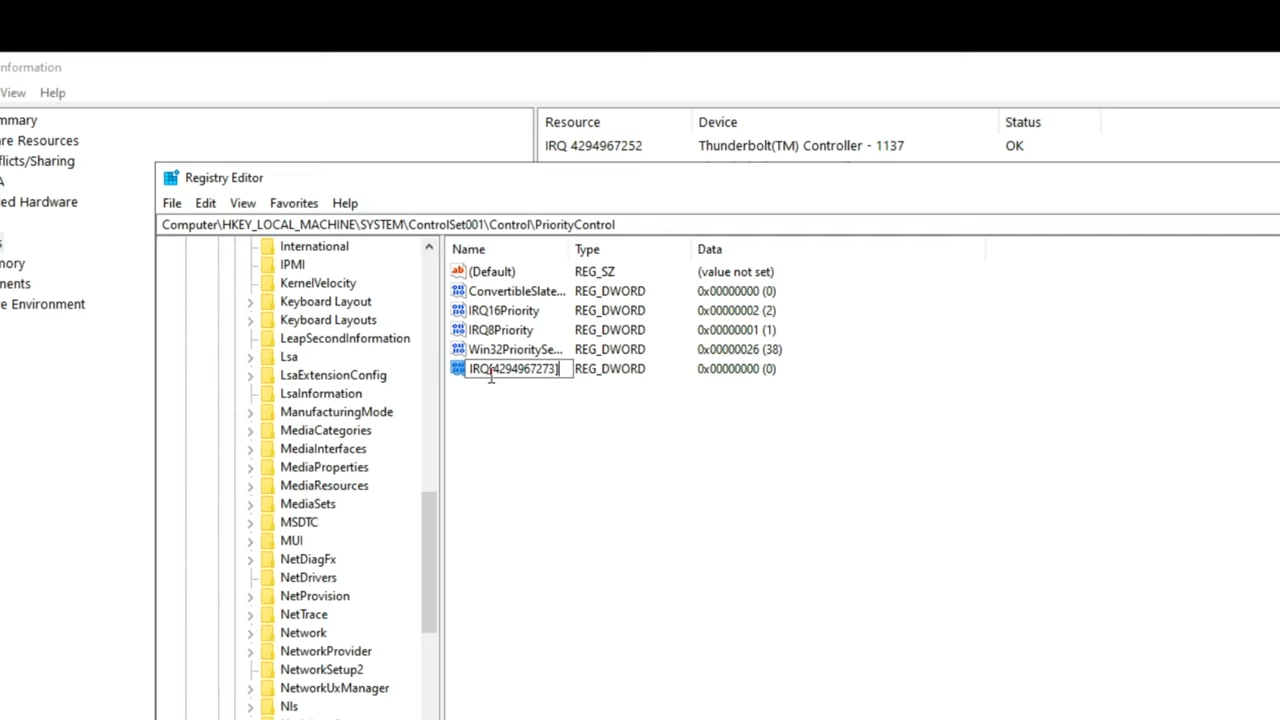 nformation
View Help
mmary
re Resources
flicts/Sharing
A
ed Hardware
s
mory
nents
e Environment
Resource Device Status
IRQ 4294967252 Thunderbolt(TM) Controller - 1137 OK
Registry Editor
File Edit View Favorites Help
Computer\HKEY_LOCAL_MACHINE\SYSTEM\ControlSet001\Control\PriorityControl
International
IPMI
KernelVelocity
Keyboard Layout
Keyboard Layouts
LeapSecondInformation
Lsa
LsaExtensionConfig
LsaInformation
ManufacturingMode
MediaCategories
MediaInterfaces
MediaProperties
MediaResources
MediaSets
MSDTC
MUI
NetDiagFx
NetDrivers
NetProvision
NetTrace
Network
NetworkProvider
NetworkSetup2
NetworkUxManager
Nls
Name Type Data
(Default) REG_SZ (value not set)
ConvertibleSlate... REG_DWORD 0x00000000 (0)
IRQ16Priority REG_DWORD 0x00000002 (2)
IRQ8Priority REG_DWORD 0x00000001 (1)
Win32PrioritySe... REG_DWORD 0x00000026 (38)
IRQ[4294967273] REG_DWORD 0x00000000 (0)